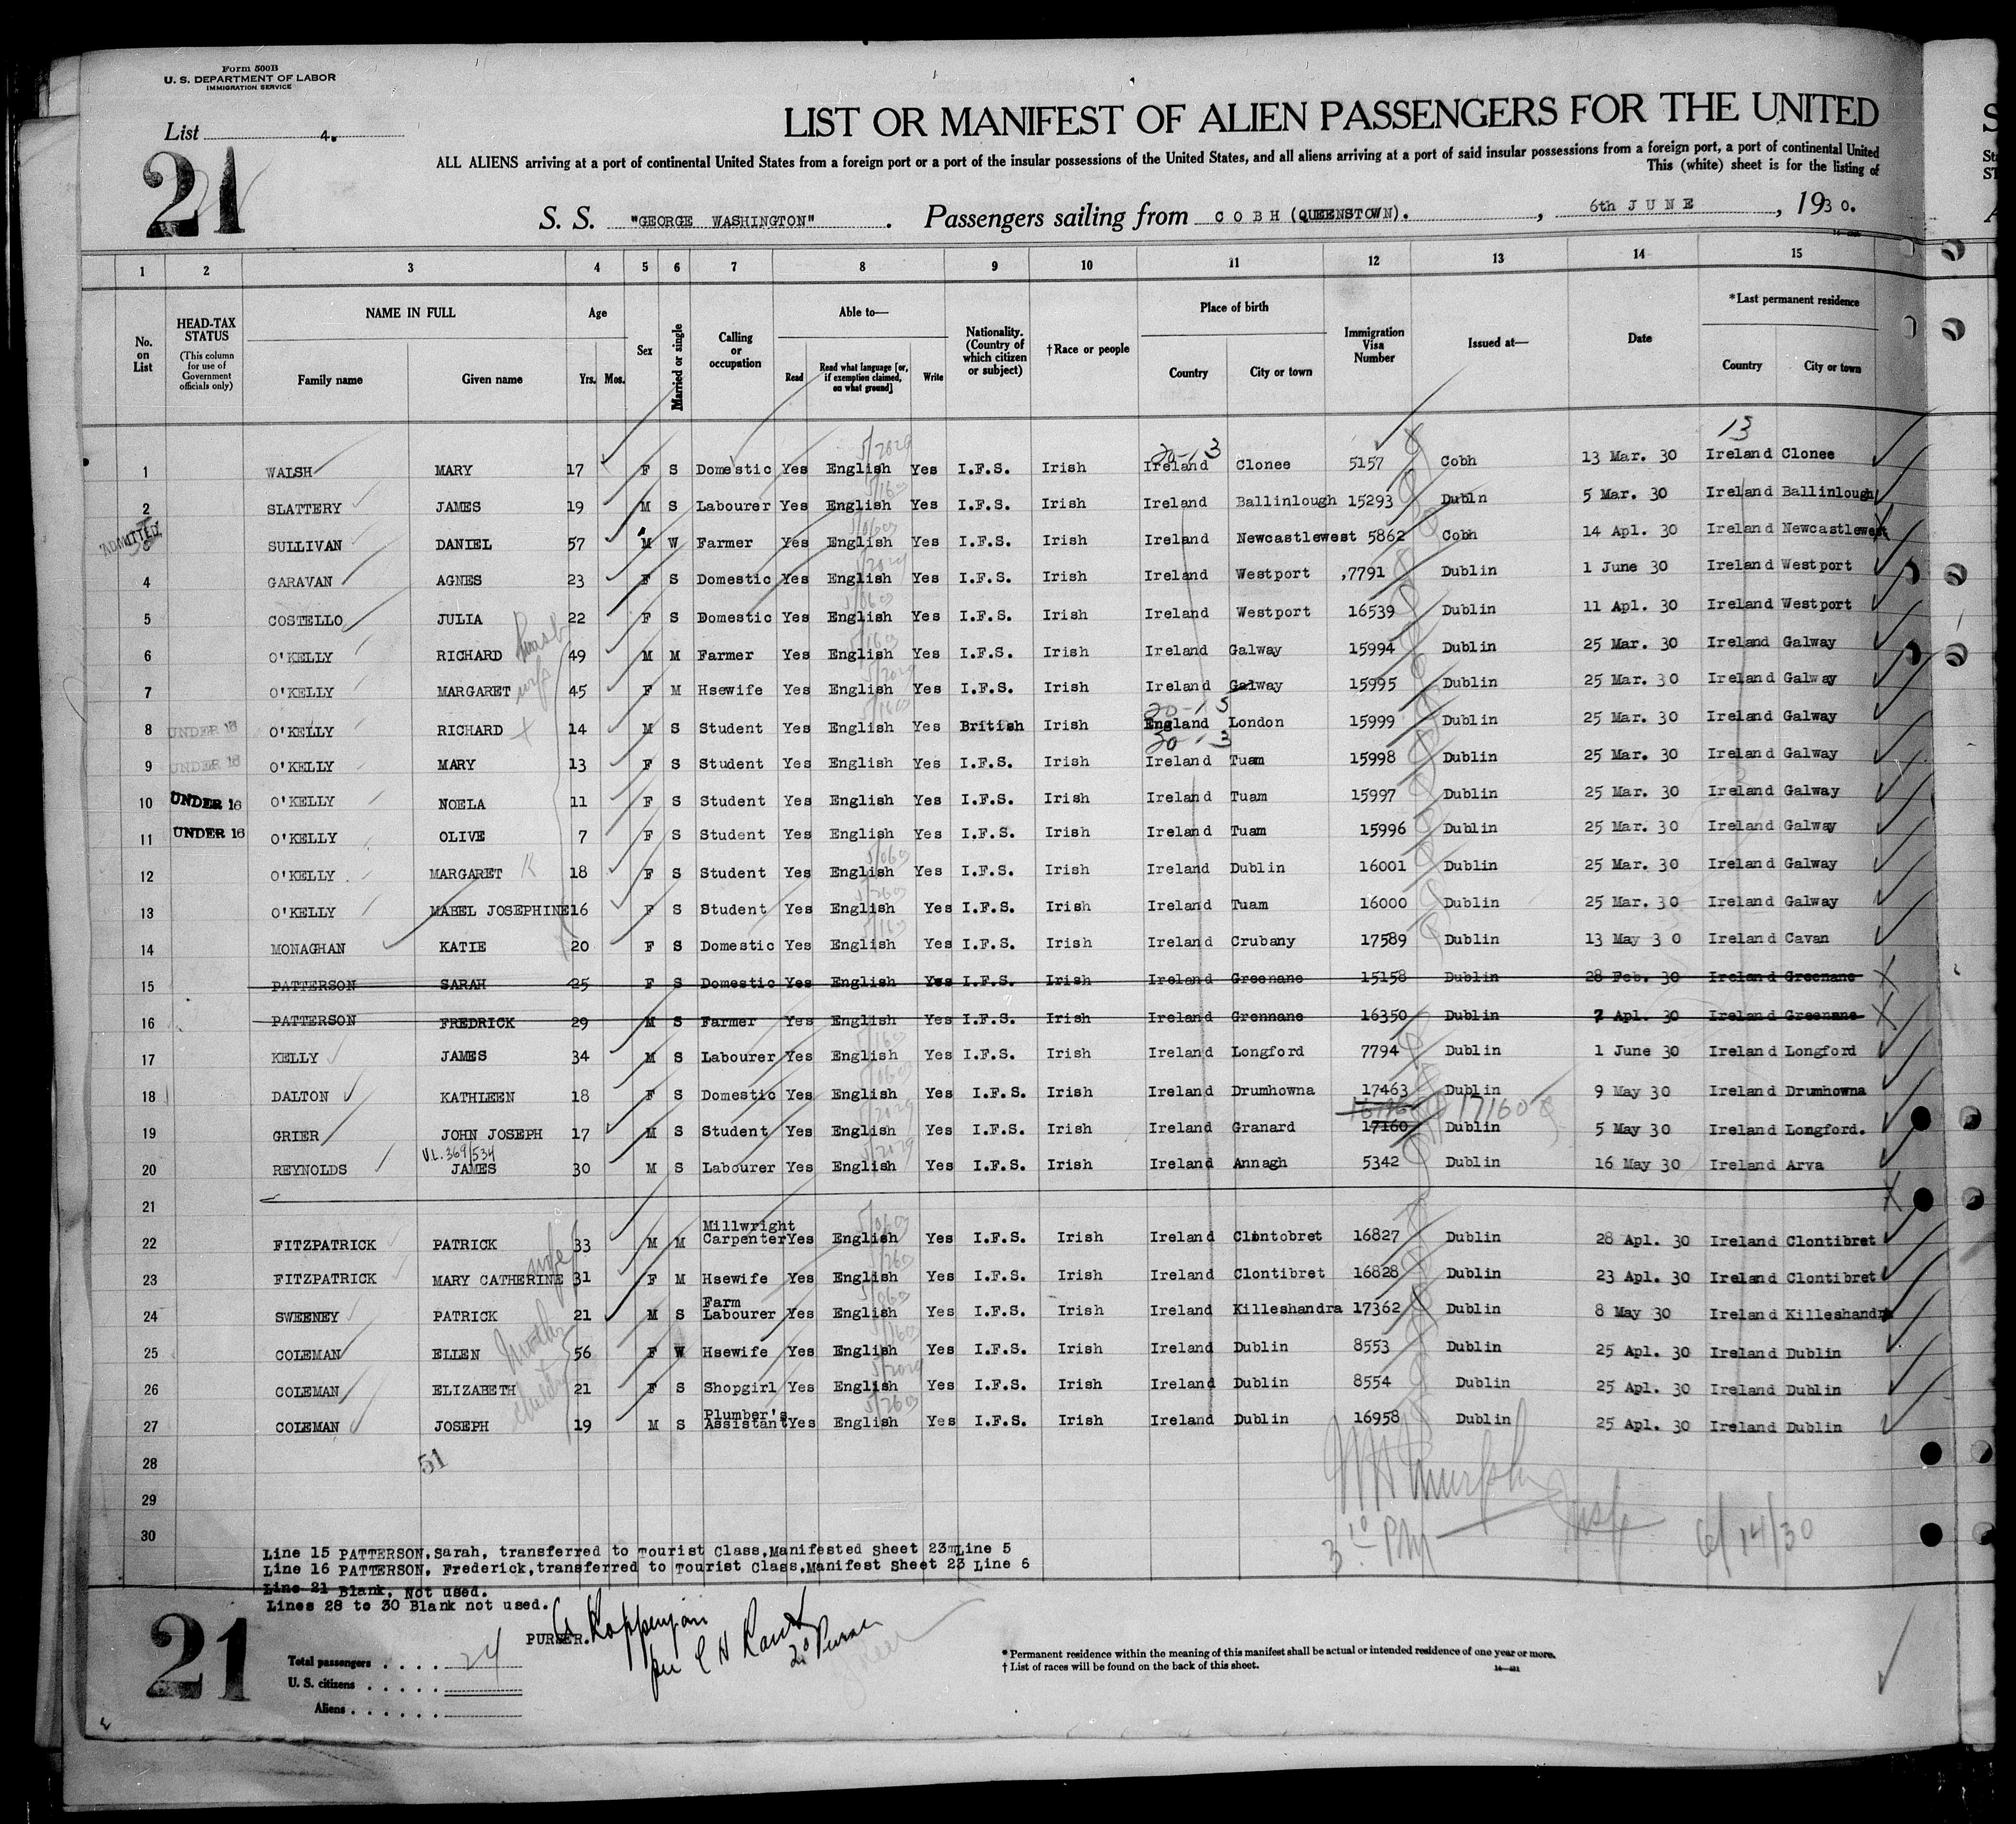 Form 500B
U. S. DEPARTMENT OF LABOR
IMMIGRATION SERVICE
List 4.
21
LIST OR MANIFEST OF ALIEN PASSENGERS FOR THE UNITED
ALL ALIENS arriving at a port of continental United States from a foreign port or a port of the insular possessions of the United States, and all aliens arriving at a port of said insular possessions from a foreign port, a port of continental United
This (white) sheet is for the listing of
S. S. "GEORGE WASHINGTON". Passengers sailing from COBH (QUEENSTOWN)., 6th JUNE, 1930.
1 2 3 4 5 6 7 8 9 10 11 12 13 14 15
No. on List
HEAD-TAX STATUS (This column for use of Government officials only)
NAME IN FULL
Family name Given name
Age
Yrs. Mos.
Sex
Married or single
Calling or occupation
Able to—
Read Read what language [or, if exemption claimed, on what ground] Write
Nationality. (Country of which citizen or subject)
†Race or people
Place of birth
Country City or town
Immigration Visa Number
Issued at—
Date
*Last permanent residence
Country City or town
13
20-13
1 WALSH MARY 17 F S Domestic Yes English Yes I.F.S. Irish Ireland Clonee 5157 Cobh 13 Mar. 30 Ireland Clonee
2 SLATTERY JAMES 19 M S Labourer Yes English Yes I.F.S. Irish Ireland Ballinlough 15293 Dubln 5 Mar. 30 Ireland Ballinlough
ADMITTED
SULLIVAN DANIEL 57 M W Farmer Yes English Yes I.F.S. Irish Ireland Newcastlewest 5862 Cobh 14 Apl. 30 Ireland Newcastlewest
4 GARAVAN AGNES 23 F S Domestic Yes English Yes I.F.S. Irish Ireland Westport ,7791 Dublin 1 June 30 Ireland Westport
5 COSTELLO JULIA 22 F S Domestic Yes English Yes I.F.S. Irish Ireland Westport 16539 Dublin 11 Apl. 30 Ireland Westport
6 O'KELLY RICHARD 49 M M Farmer Yes English Yes I.F.S. Irish Ireland Galway 15994 Dublin 25 Mar. 30 Ireland Galway
7 O'KELLY MARGARET wife 45 F M Hsewife Yes English Yes I.F.S. Irish Ireland Galway 15995 Dublin 25 Mar. 30 Ireland Galway
20-15
8 UNDER 16 O'KELLY RICHARD 14 M S Student Yes English Yes British Irish England London 15999 Dublin 25 Mar. 30 Ireland Galway
9 UNDER 16 O'KELLY MARY 13 F S Student Yes English Yes I.F.S. Irish Ireland Tuam 15998 Dublin 25 Mar. 30 Ireland Galway
10 UNDER 16 O'KELLY NOELA 11 F S Student Yes English Yes I.F.S. Irish Ireland Tuam 15997 Dublin 25 Mar. 30 Ireland Galway
11 UNDER 16 O'KELLY OLIVE 7 F S Student Yes English Yes I.F.S. Irish Ireland Tuam 15996 Dublin 25 Mar. 30 Ireland Galway
12 O'KELLY MARGARET 18 F S Student Yes English Yes I.F.S. Irish Ireland Dublin 16001 Dublin 25 Mar. 30 Ireland Galway
13 O'KELLY MABEL JOSEPHINE 16 F S Student Yes English Yes I.F.S. Irish Ireland Tuam 16000 Dublin 25 Mar. 30 Ireland Galway
14 MONAGHAN KATIE 20 F S Domestic Yes English Yes I.F.S. Irish Ireland Crubany 17589 Dublin 13 May 30 Ireland Cavan
15 PATTERSON SARAH 25 F S Domestic Yes English Yes I.F.S. Irish Ireland Greenane 15158 Dublin 28 Feb. 30 Ireland Greenane
16 PATTERSON FREDRICK 29 M S Farmer Yes English Yes I.F.S. Irish Ireland Grennane 16350 Dublin 7 Apl. 30 Ireland Greenane
17 KELLY JAMES 34 M S Labourer Yes English Yes I.F.S. Irish Ireland Longford 7794 Dublin 1 June 30 Ireland Longford
18 DALTON KATHLEEN 18 F S Domestic Yes English Yes I.F.S. Irish Ireland Drumhowna 17463 Dublin 9 May 30 Ireland Drumhowna
17160
19 GRIER JOHN JOSEPH 17 M S Student Yes English Yes I.F.S. Irish Ireland Granard 17160 Dublin 5 May 30 Ireland Longford.
VL.369/534
20 REYNOLDS JAMES 30 M S Labourer Yes English Yes I.F.S. Irish Ireland Annagh 5342 Dublin 16 May 30 Ireland Arva
21
22 FITZPATRICK PATRICK 33 M M Millwright Carpenter Yes English Yes I.F.S. Irish Ireland Clontobret 16827 Dublin 28 Apl. 30 Ireland Clontibret
23 FITZPATRICK MARY CATHERINE wife 31 F M Hsewife Yes English Yes I.F.S. Irish Ireland Clontibret 16828 Dublin 23 Apl. 30 Ireland Clontibret
24 SWEENEY PATRICK 21 M S Farm Labourer Yes English Yes I.F.S. Irish Ireland Killeshandra 17362 Dublin 8 May 30 Ireland Killeshandra
25 COLEMAN ELLEN Mother 56 F W Hsewife Yes English Yes I.F.S. Irish Ireland Dublin 8553 Dublin 25 Apl. 30 Ireland Dublin
26 COLEMAN ELIZABETH 21 F S Shopgirl Yes English Yes I.F.S. Irish Ireland Dublin 8554 Dublin 25 Apl. 30 Ireland Dublin
27 COLEMAN JOSEPH 19 M S Plumber's Assistant Yes English Yes I.F.S. Irish Ireland Dublin 16958 Dublin 25 Apl. 30 Ireland Dublin
28 51
29
30
Murphy Insp
3 10 PM 6/14/30
Line 15 PATTERSON, Sarah, transferred to Tourist Class, Manifested Sheet 23 Line 5
Line 16 PATTERSON, Frederick, transferred to Tourist Class, Manifest Sheet 23 Line 6
Line 21 Blank, Not used.
Lines 28 to 30 Blank not used.
PURSER.
Purser
21
Total passengers . . . . 24
U. S. citizens . . . . .
Aliens . . . . . .
* Permanent residence within the meaning of this manifest shall be actual or intended residence of one year or more.
† List of races will be found on the back of this sheet.